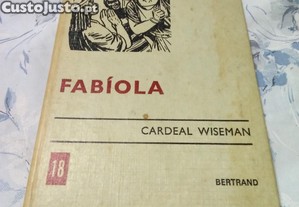 CustoJusto.pt
FABÍOLA
CARDEAL WISEMAN
18
BERTRAND